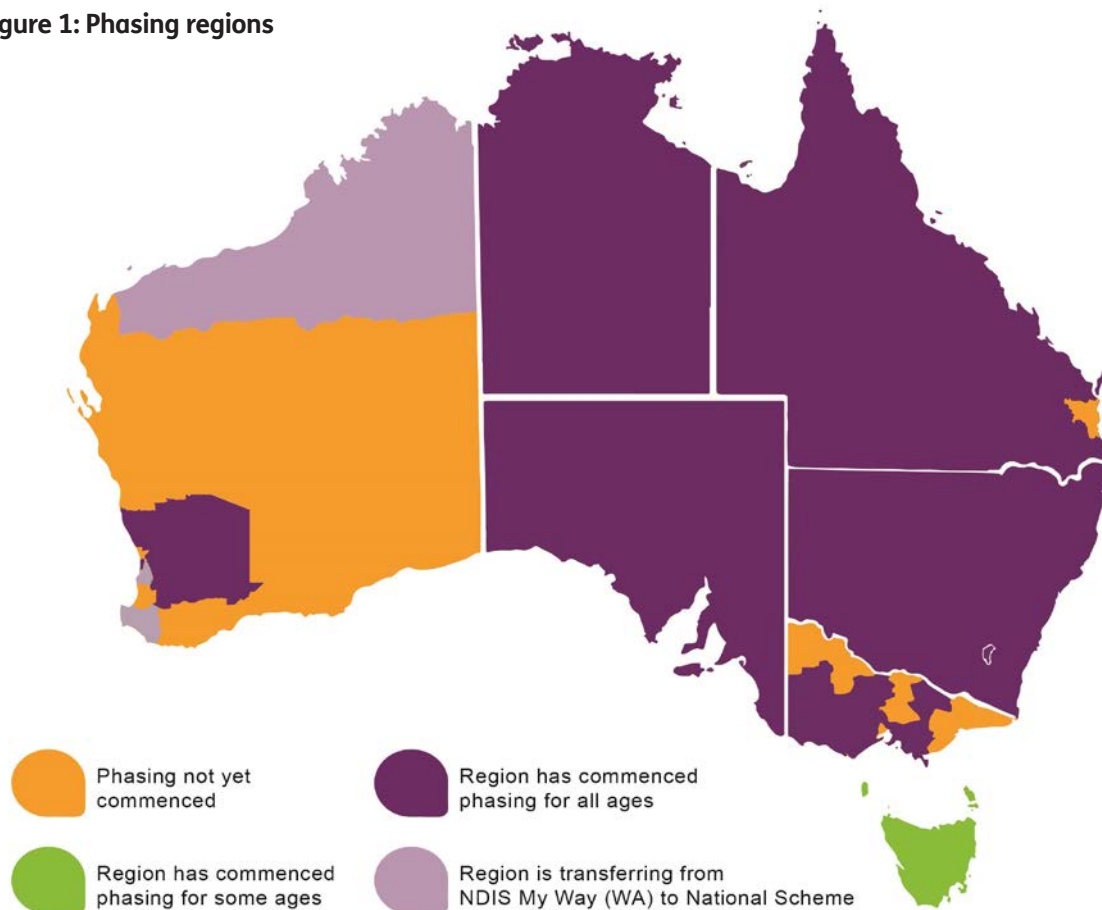 gure 1: Phasing regions
Phasing not yet
commenced
Region has commenced
phasing for all ages
Region has commenced
phasing for some ages
Region is transferring from
NDIS My Way (WA) to National Scheme